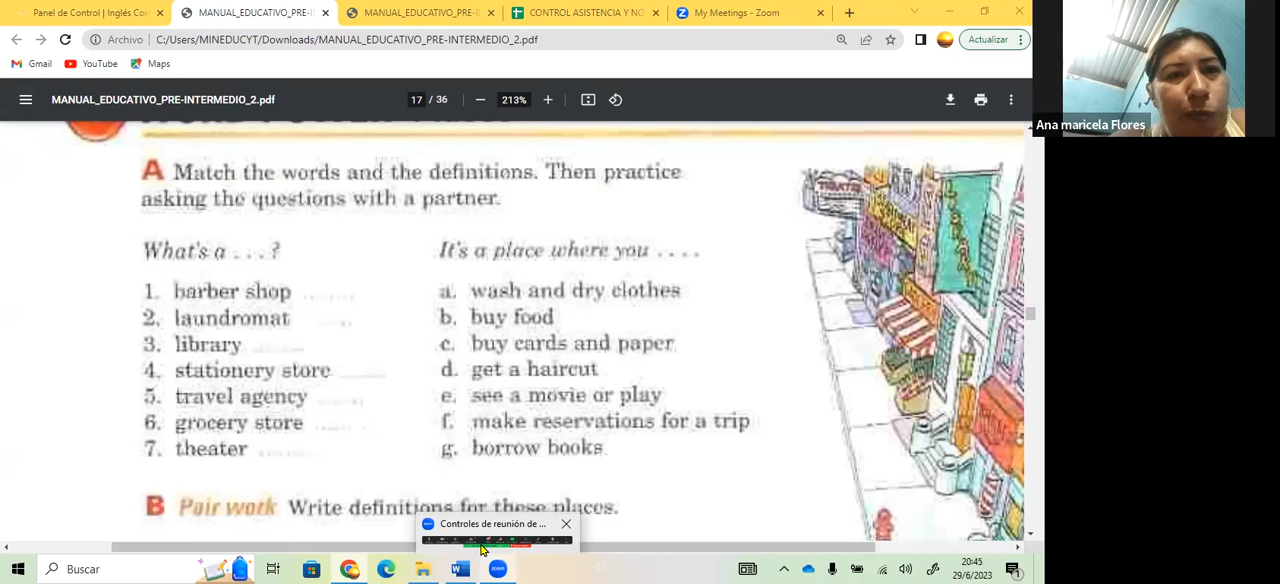 Panel de Control | Inglés Con
MANUAL_EDUCATIVO_PRE-I
MANUAL_EDUCATIVO_PRE-I
CONTROL ASISTENCIA Y NO
My Meetings - Zoom
Archivo
C:/Users/MINEDUCYT/Downloads/MANUAL_EDUCATIVO_PRE-INTERMEDIO_2.pdf
Actualizar
Gmail
YouTube
Maps
MANUAL_EDUCATIVO_PRE-INTERMEDIO_2.pdf
17 / 36
213%
Ana maricela Flores
A Match the words and the definitions. Then practice
asking the questions with a partner.
What's a . . . ?
It's a place where you . . . .
1. barber shop ........
a. wash and dry clothes
2. laundromat .....
b. buy food
3. library ........
c. buy cards and paper
4. stationery store ........
d. get a haircut
5. travel agency ........
e. see a movie or play
6. grocery store ........
f. make reservations for a trip
7. theater ........
g. borrow books
THEATER
B Pair work Write definitions for these places.
Controles de reunión de ...
Buscar
zoom
20:45
29/6/2023